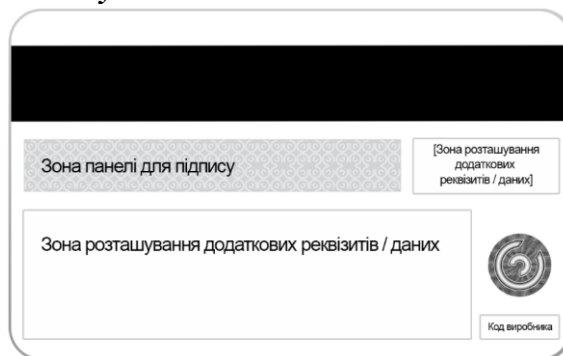 Зона панелі для підпису
[Зона розташування
додаткових
реквізитів / даних]
Зона розташування додаткових реквізитів / даних
Код виробника